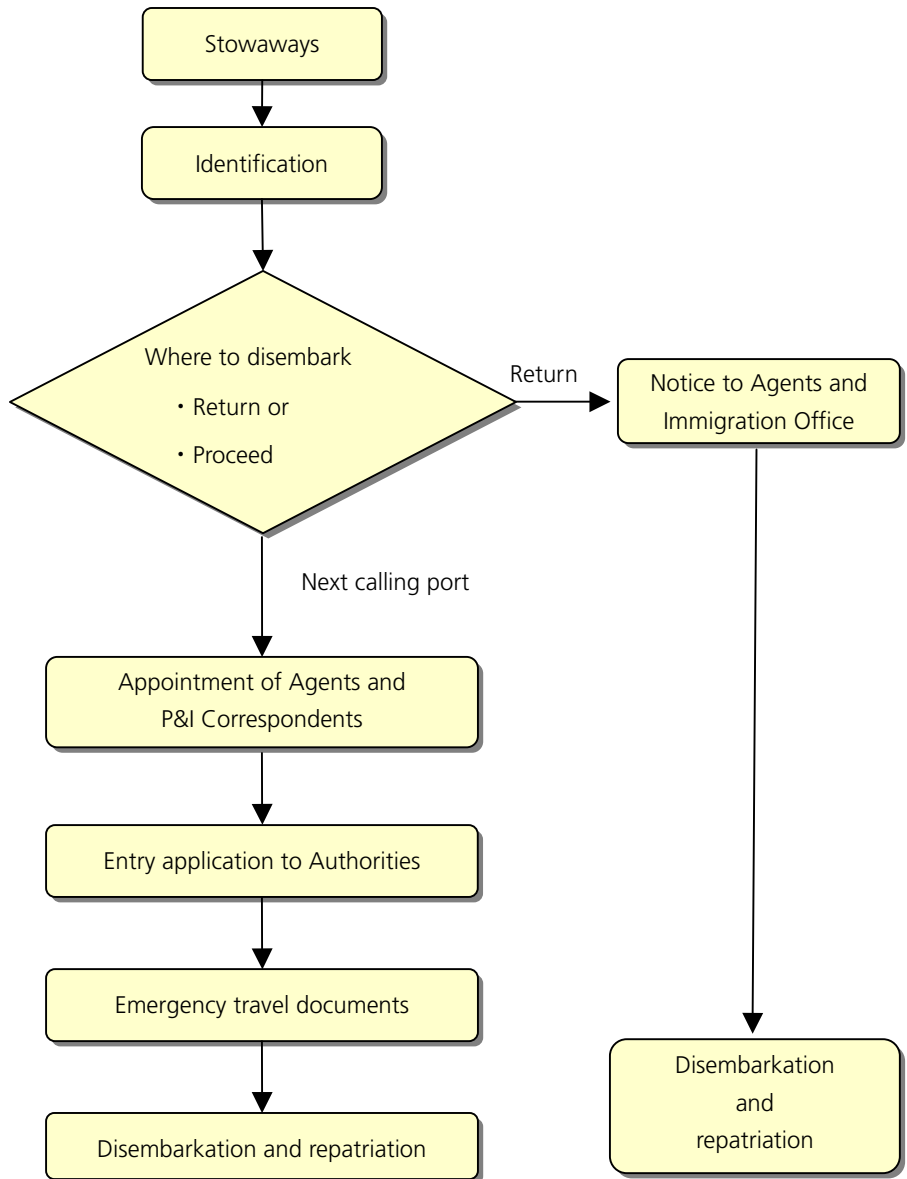 Stowaways
Identification
Where to disembark
・Return or
・Proceed
Return
Notice to Agents and
Immigration Office
Next calling port
Appointment of Agents and
P&I Correspondents
Entry application to Authorities
Emergency travel documents
Disembarkation and repatriation
Disembarkation
and
repatriation